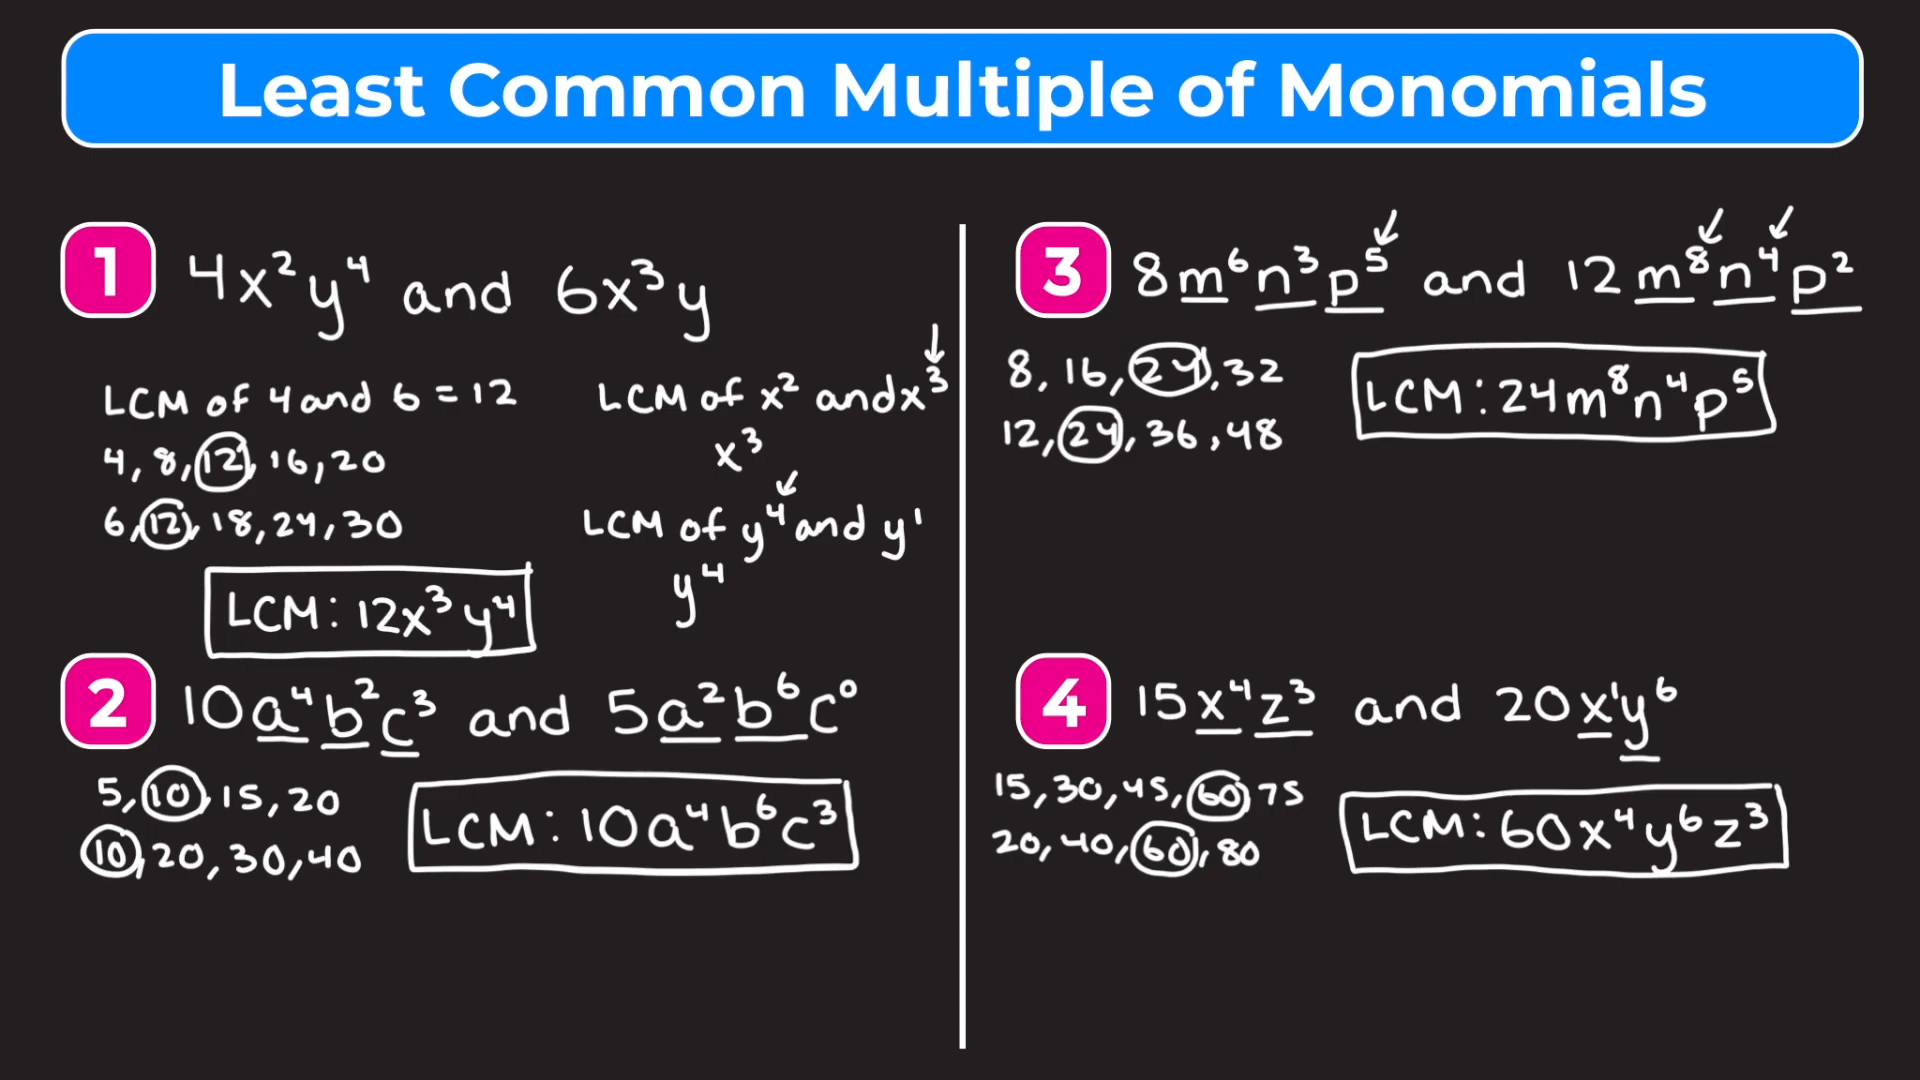 Least Common Multiple of Monomials
1
4x²y⁴ and 6x³y
LCM of 4 and 6 = 12
4, 8, 12, 16, 20
6, 12, 18, 24, 30
LCM of x² and x³
x³
LCM of y⁴ and y¹
y⁴
LCM: 12x³y⁴
2
10a⁴b²c³ and 5a²b⁶c⁰
5, 10, 15, 20
10, 20, 30, 40
LCM: 10a⁴b⁶c³
3
8m⁶n³p⁵ and 12m⁸n⁴p²
8, 16, 24, 32
12, 24, 36, 48
LCM: 24m⁸n⁴p⁵
4
15x⁴z³ and 20x¹y⁶
15, 30, 45, 60, 75
20, 40, 60, 80
LCM: 60x⁴y⁶z³